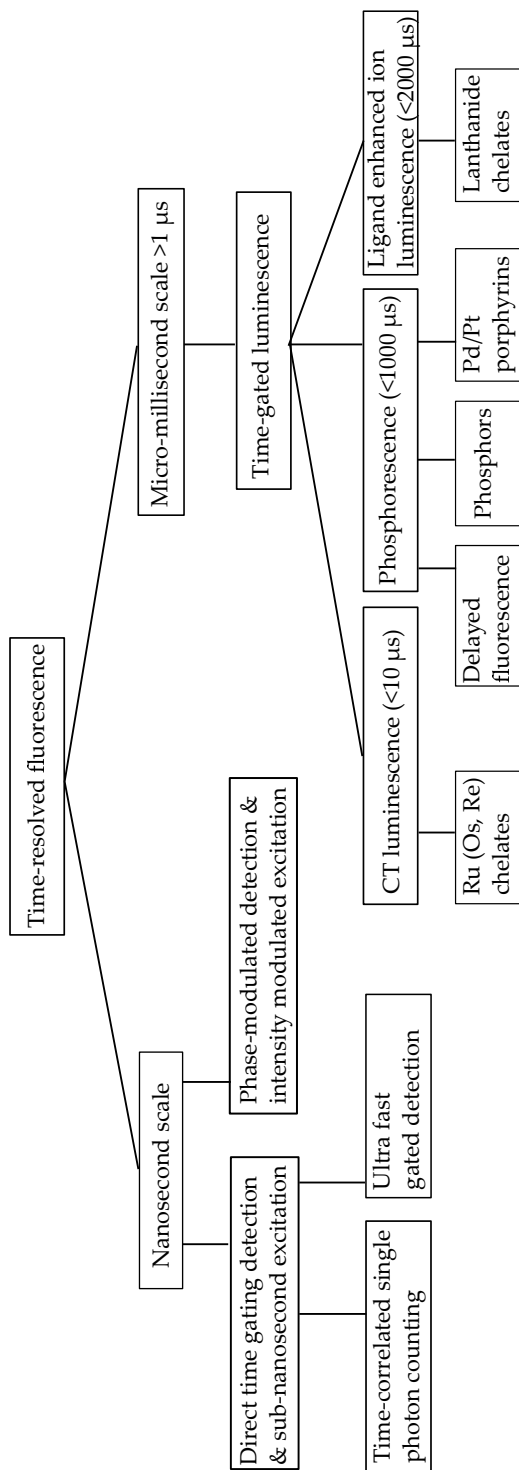 Time-resolved fluorescence
Nanosecond scale
Micro-millisecond scale >1 μs
Direct time gating detection
& sub-nanosecond excitation
Phase-modulated detection &
intensity modulated excitation
Time-gated luminescence
Time-correlated single
photon counting
Ultra fast
gated detection
CT luminescence (<10 μs)
Phosphorescence (<1000 μs)
Ligand enhanced ion
luminescence (<2000 μs)
Ru (Os, Re)
chelates
Delayed
fluorescence
Phosphors
Pd/Pt
porphyrins
Lanthanide
chelates